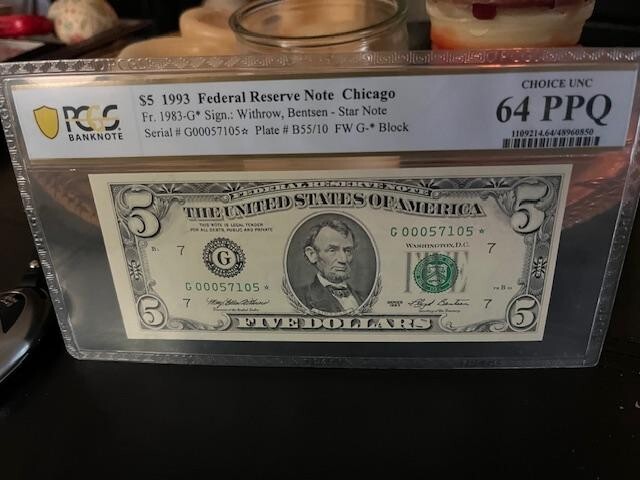 PCGS
BANKNOTE
$5 1993 Federal Reserve Note Chicago
Fr. 1983-G* Sign.: Withrow, Bentsen - Star Note
Serial # G00057105☆ Plate # B55/10 FW G-* Block
CHOICE UNC
64 PPQ
1109214.64/48960850
FEDERAL RESERVE NOTE
5 THE UNITED STATES OF AMERICA 5
THIS NOTE IS LEGAL TENDER
FOR ALL DEBTS, PUBLIC AND PRIVATE
G 00057105 *
WASHINGTON, D.C.
7 G 7
G 00057105 *
7 7
SERIES
1993
5 FIVE DOLLARS 5